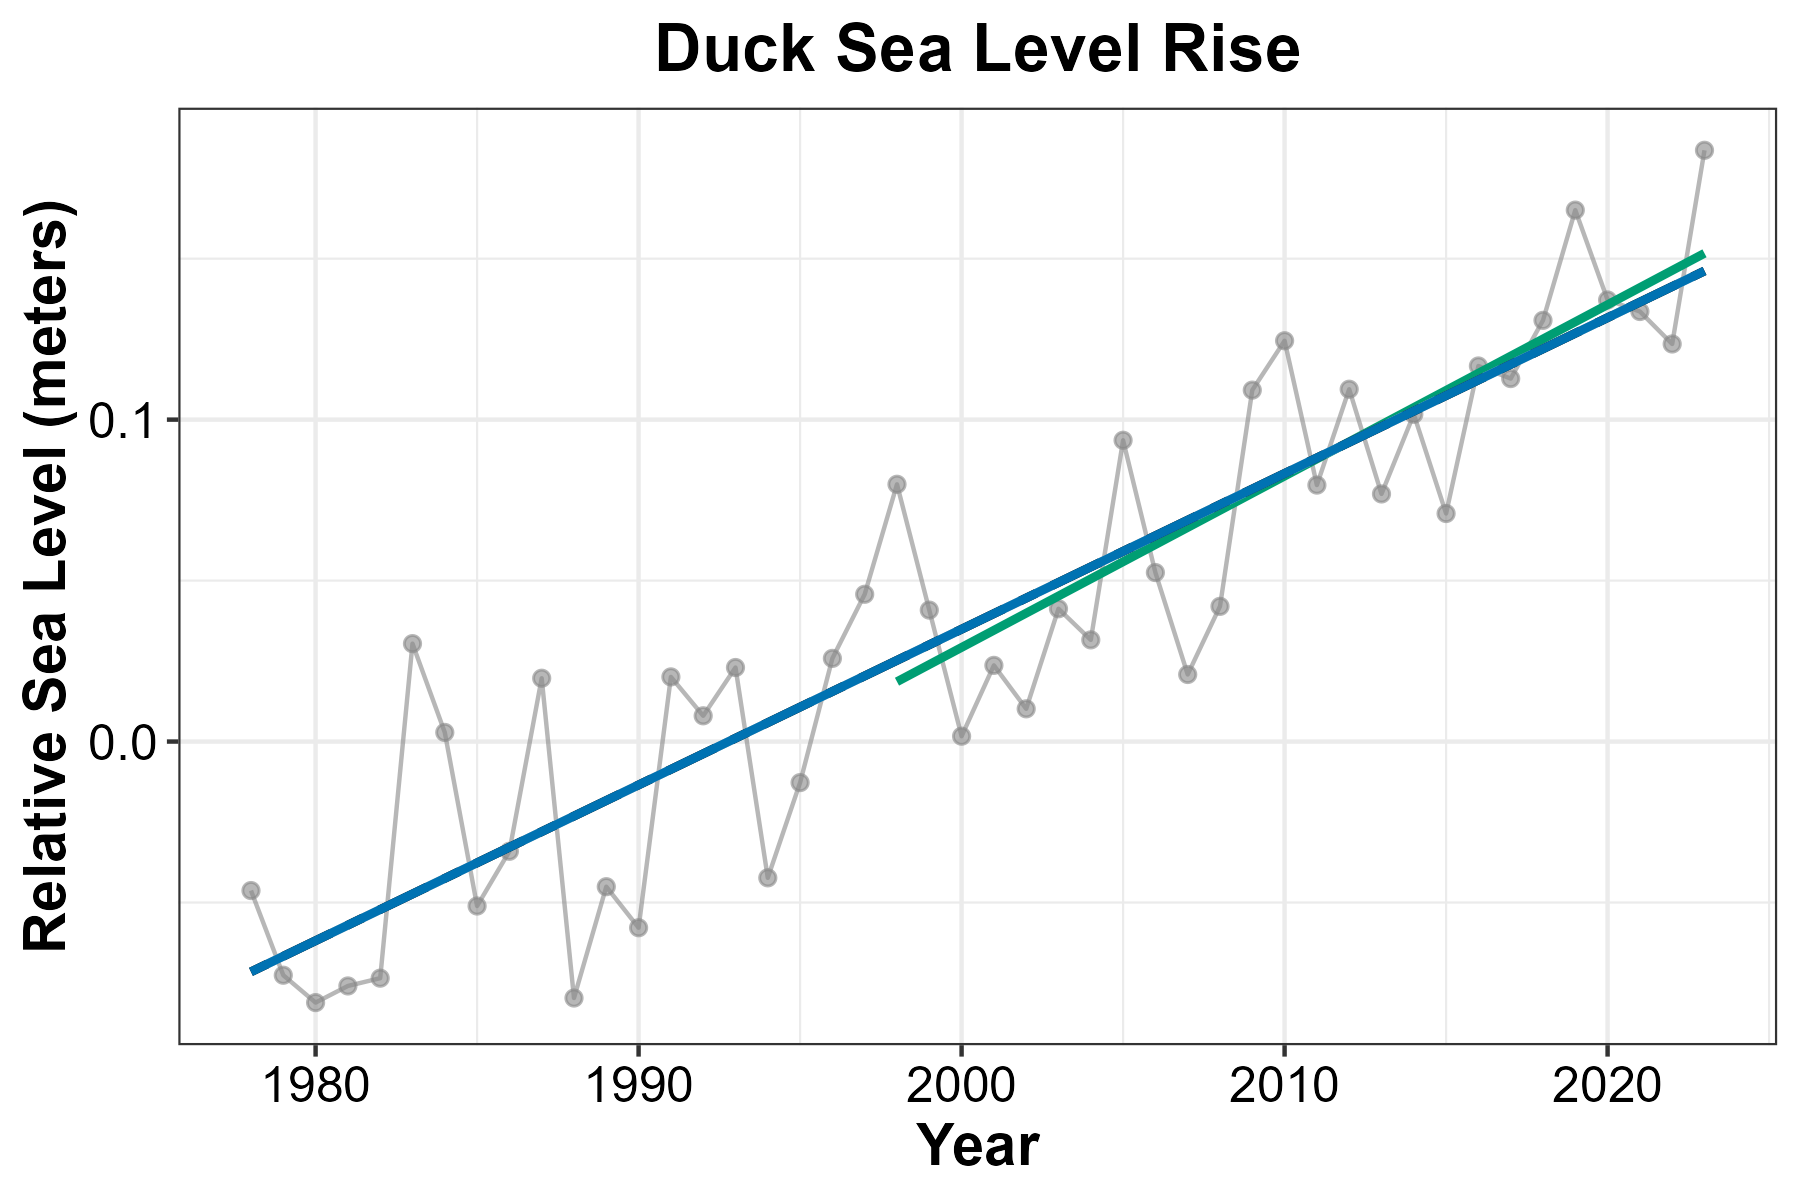 Duck Sea Level Rise
Relative Sea Level (meters)
0.1
0.0
1980 1990 2000 2010 2020
Year